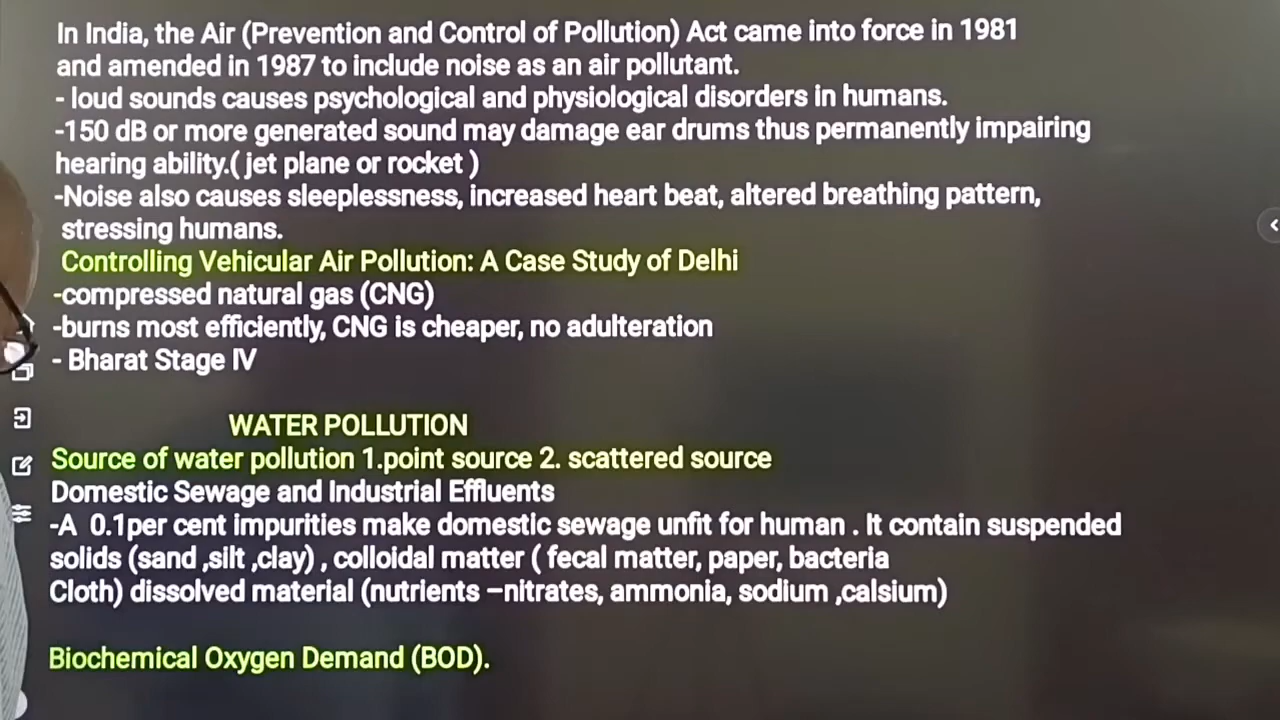 In India, the Air (Prevention and Control of Pollution) Act came into force in 1981
and amended in 1987 to include noise as an air pollutant.
- loud sounds causes psychological and physiological disorders in humans.
-150 dB or more generated sound may damage ear drums thus permanently impairing
hearing ability.( jet plane or rocket )
-Noise also causes sleeplessness, increased heart beat, altered breathing pattern,
stressing humans.
Controlling Vehicular Air Pollution: A Case Study of Delhi
-compressed natural gas (CNG)
-burns most efficiently, CNG is cheaper, no adulteration
- Bharat Stage IV
WATER POLLUTION
Source of water pollution 1.point source 2. scattered source
Domestic Sewage and Industrial Effluents
-A 0.1per cent impurities make domestic sewage unfit for human . It contain suspended
solids (sand ,silt ,clay) , colloidal matter ( fecal matter, paper, bacteria
Cloth) dissolved material (nutrients –nitrates, ammonia, sodium ,calsium)
Biochemical Oxygen Demand (BOD).